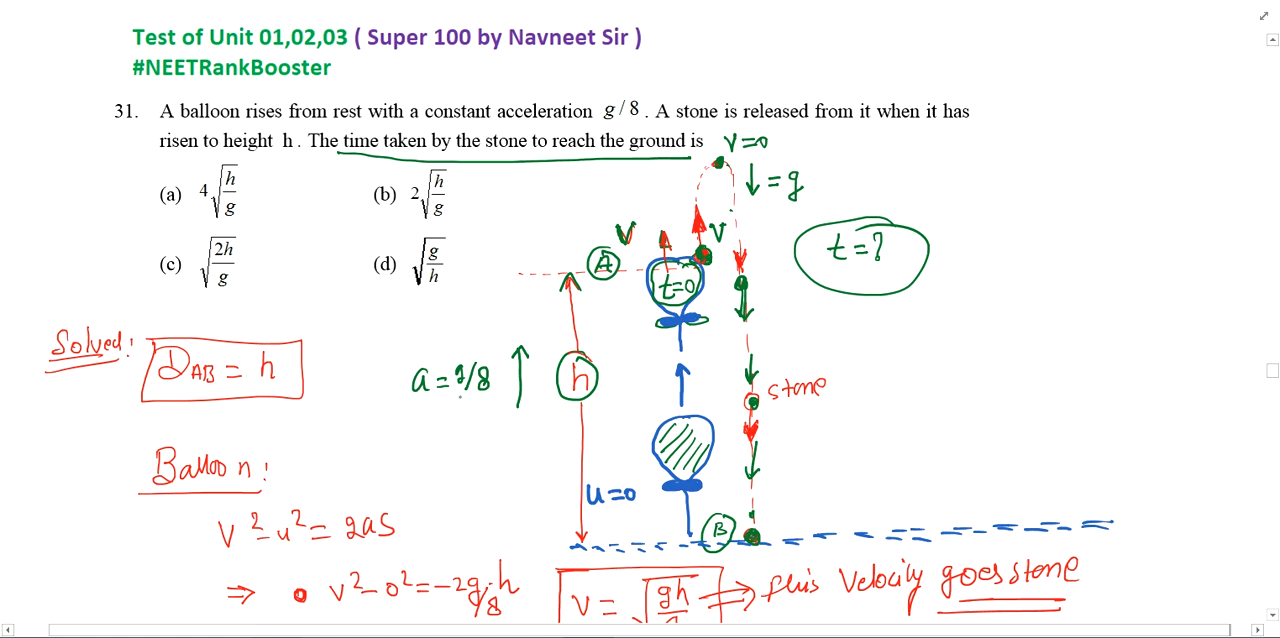 Test of Unit 01,02,03 ( Super 100 by Navneet Sir )
#NEETRankBooster
31. A balloon rises from rest with a constant acceleration g/8. A stone is released from it when it has
risen to height h. The time taken by the stone to reach the ground is
v=0
↓=g
(a) 4√(h/g) (b) 2√(h/g)
V V
t=?
A
(c) √(2h/g) (d) √(g/h)
t=0
Solved:
D_AB = h
a=g/8
h
stone
Balloon:
u=0
B
V²-u²=2as
⇒ v²-0²=-2g/8·h
V=
this velocity goes stone